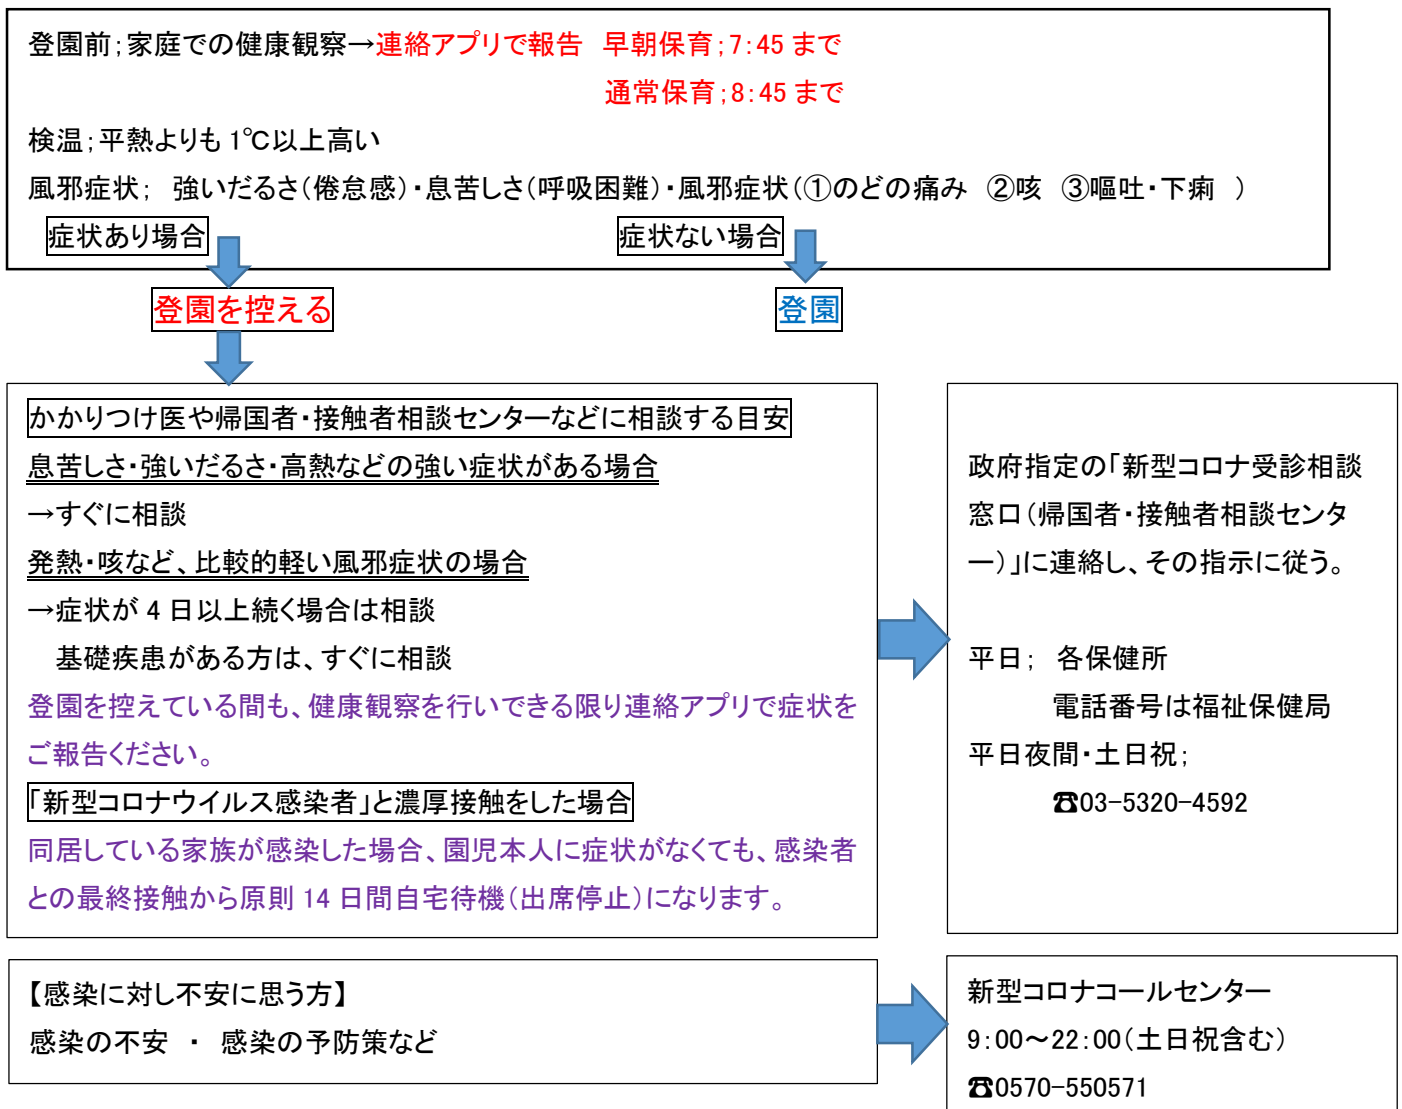 登園前;家庭での健康観察→連絡アプリで報告　早朝保育;7:45 まで
通常保育;8:45 まで
検温;平熱よりも 1℃以上高い
風邪症状;　強いだるさ(倦怠感)・息苦しさ(呼吸困難)・風邪症状(①のどの痛み　②咳　③嘔吐・下痢　)
症状あり場合
症状ない場合
登園を控える
登園
かかりつけ医や帰国者・接触者相談センターなどに相談する目安
息苦しさ・強いだるさ・高熱などの強い症状がある場合
→すぐに相談
発熱・咳など、比較的軽い風邪症状の場合
→症状が 4 日以上続く場合は相談
基礎疾患がある方は、すぐに相談
登園を控えている間も、健康観察を行いできる限り連絡アプリで症状を
ご報告ください。
「新型コロナウイルス感染者」と濃厚接触をした場合
同居している家族が感染した場合、園児本人に症状がなくても、感染者
との最終接触から原則 14 日間自宅待機(出席停止)になります。
政府指定の「新型コロナ受診相談
窓口(帰国者・接触者相談センタ
ー)」に連絡し、その指示に従う。
平日;　各保健所
電話番号は福祉保健局
平日夜間・土日祝;
☎03-5320-4592
【感染に対し不安に思う方】
感染の不安　・　感染の予防策など
新型コロナコールセンター
9:00～22:00(土日祝含む)
☎0570-550571